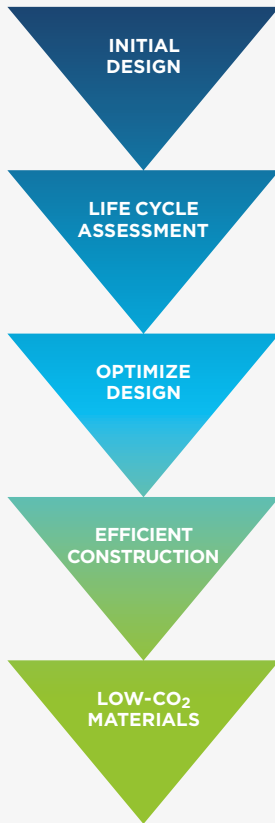 INITIAL
DESIGN
LIFE CYCLE
ASSESSMENT
OPTIMIZE
DESIGN
EFFICIENT
CONSTRUCTION
LOW-CO₂
MATERIALS